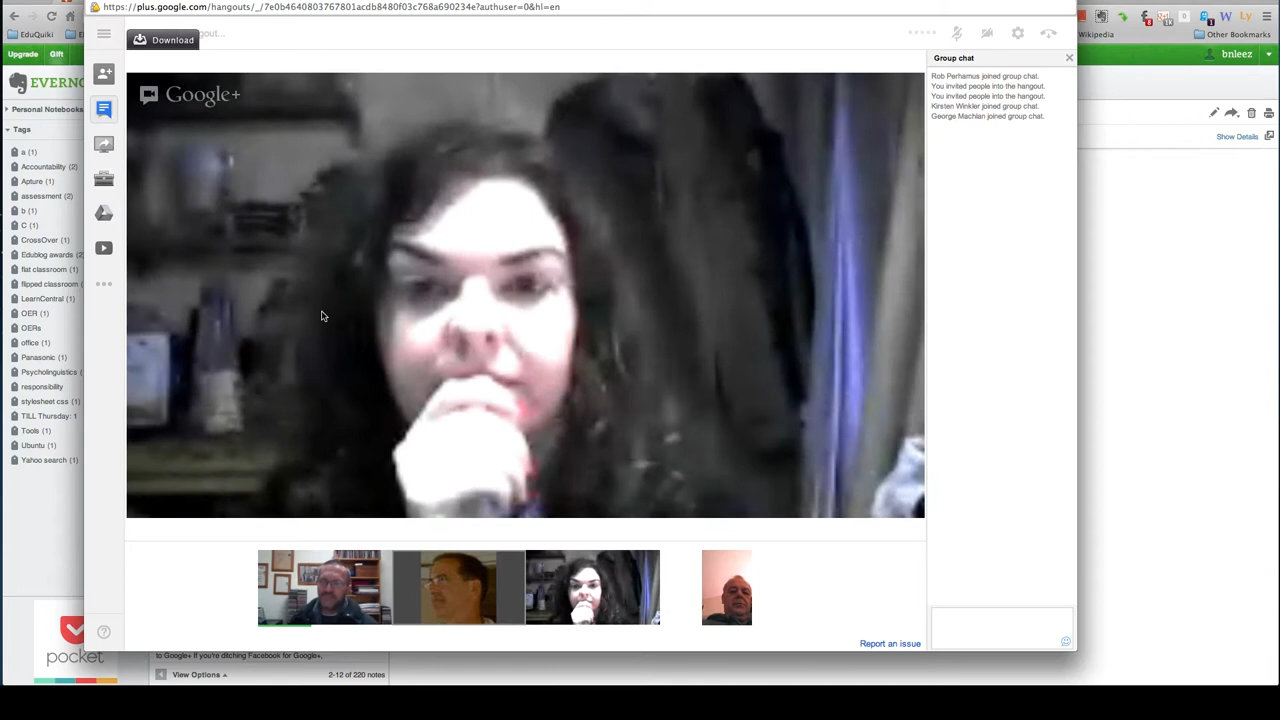 https://plus.google.com/hangouts/_/7e0b4640803767801acdb8480f03c768a690234e?authuser=0&hl=en
EduQuiki
Wikipedia
Other Bookmarks
Upgrade
Gift
Download
gout...
bnleez
EVERNO
Google+
Group chat
Rob Perhamus joined group chat.
You invited people into the hangout.
You invited people into the hangout.
Kirsten Winkler joined group chat.
George Machlan joined group chat.
Show Details
Personal Notebooks
Tags
a (1)
Accountability (2)
Apture (1)
assessment (2)
b (1)
C (1)
CrossOver (1)
Edublog awards (2
flat classroom (1)
flipped classroom
LearnCentral (1)
OER (1)
OERs
office (1)
Panasonic (1)
Psycholinguistics
responsibility
stylesheet css (1)
TILL Thursday: 1
Tools (1)
Ubuntu (1)
Yahoo search (1)
Report an issue
pocket
to Google+ If you're ditching Facebook for Google+,
View Options
2-12 of 220 notes